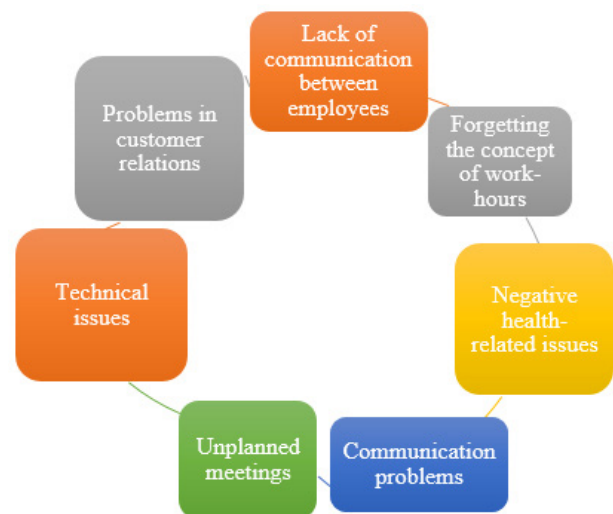 Lack of
communication
between
employees
Forgetting
the concept
of work-
hours
Negative
health-
related issues
Communication
problems
Unplanned
meetings
Technical
issues
Problems in
customer
relations